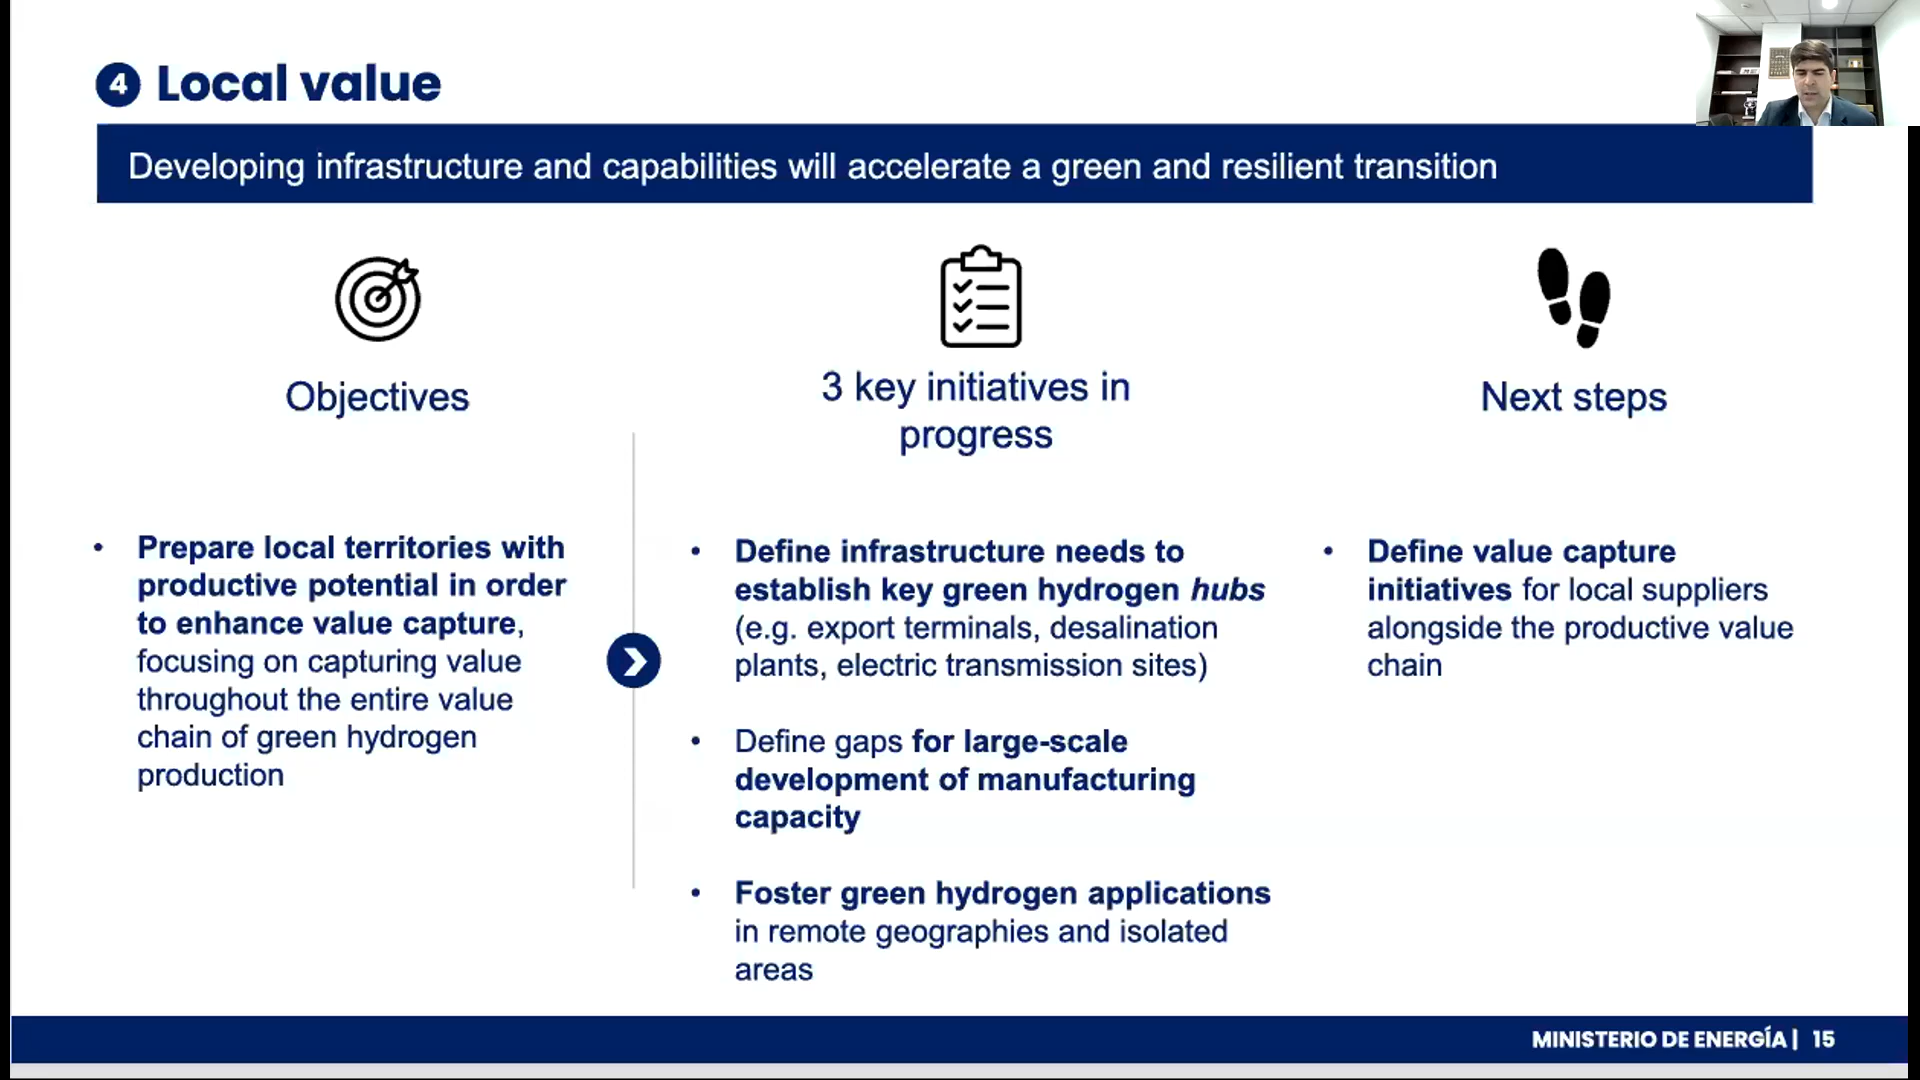 4 Local value
Developing infrastructure and capabilities will accelerate a green and resilient transition
Objectives
• Prepare local territories with
productive potential in order
to enhance value capture,
focusing on capturing value
throughout the entire value
chain of green hydrogen
production
3 key initiatives in
progress
• Define infrastructure needs to
establish key green hydrogen hubs
(e.g. export terminals, desalination
plants, electric transmission sites)
• Define gaps for large-scale
development of manufacturing
capacity
• Foster green hydrogen applications
in remote geographies and isolated
areas
Next steps
• Define value capture
initiatives for local suppliers
alongside the productive value
chain
MINISTERIO DE ENERGÍA | 15